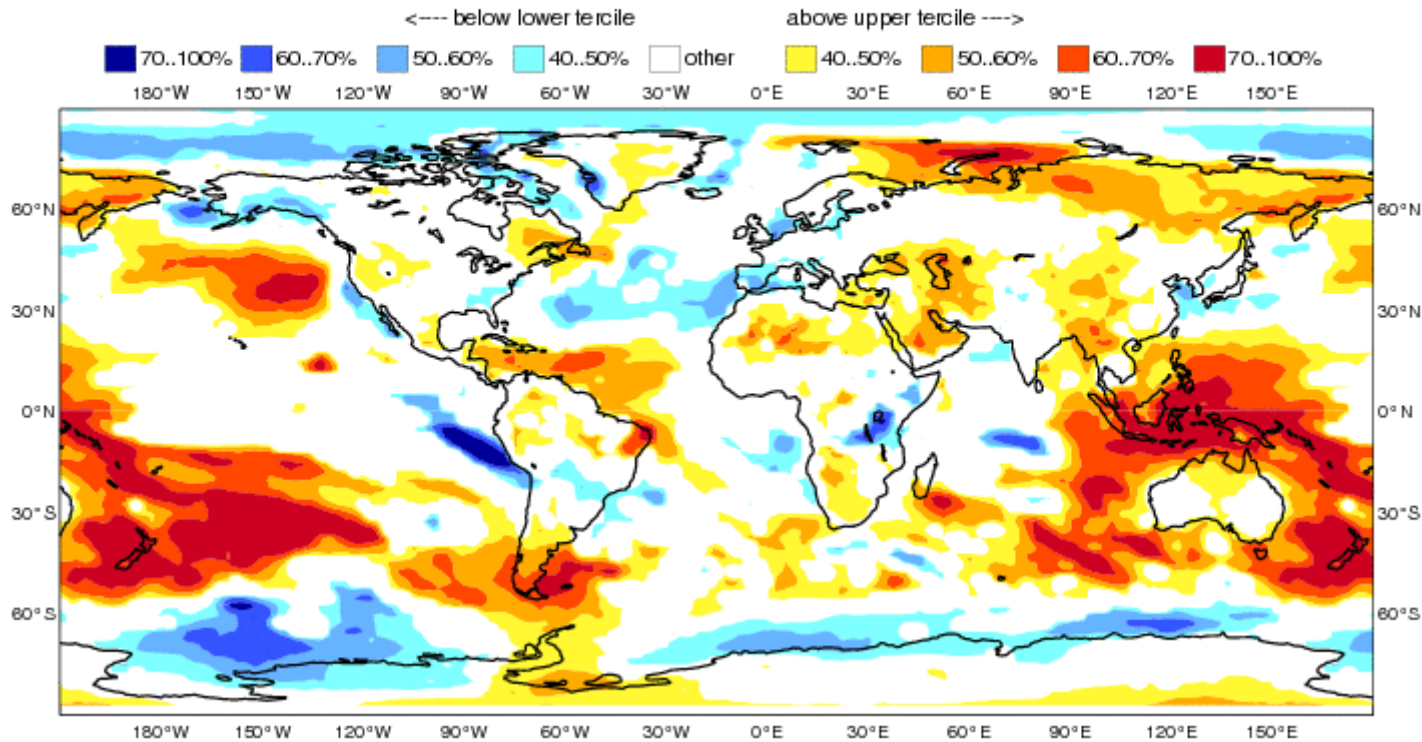 <---- below lower tercile above upper tercile ---->
70..100% 60..70% 50..60% 40..50% other 40..50% 50..60% 60..70% 70..100%
180°W 150°W 120°W 90°W 60°W 30°W 0°E 30°E 60°E 90°E 120°E 150°E
60°N 60°N
30°N 30°N
0°N 0°N
30°S 30°S
60°S 60°S
180°W 150°W 120°W 90°W 60°W 30°W 0°E 30°E 60°E 90°E 120°E 150°E